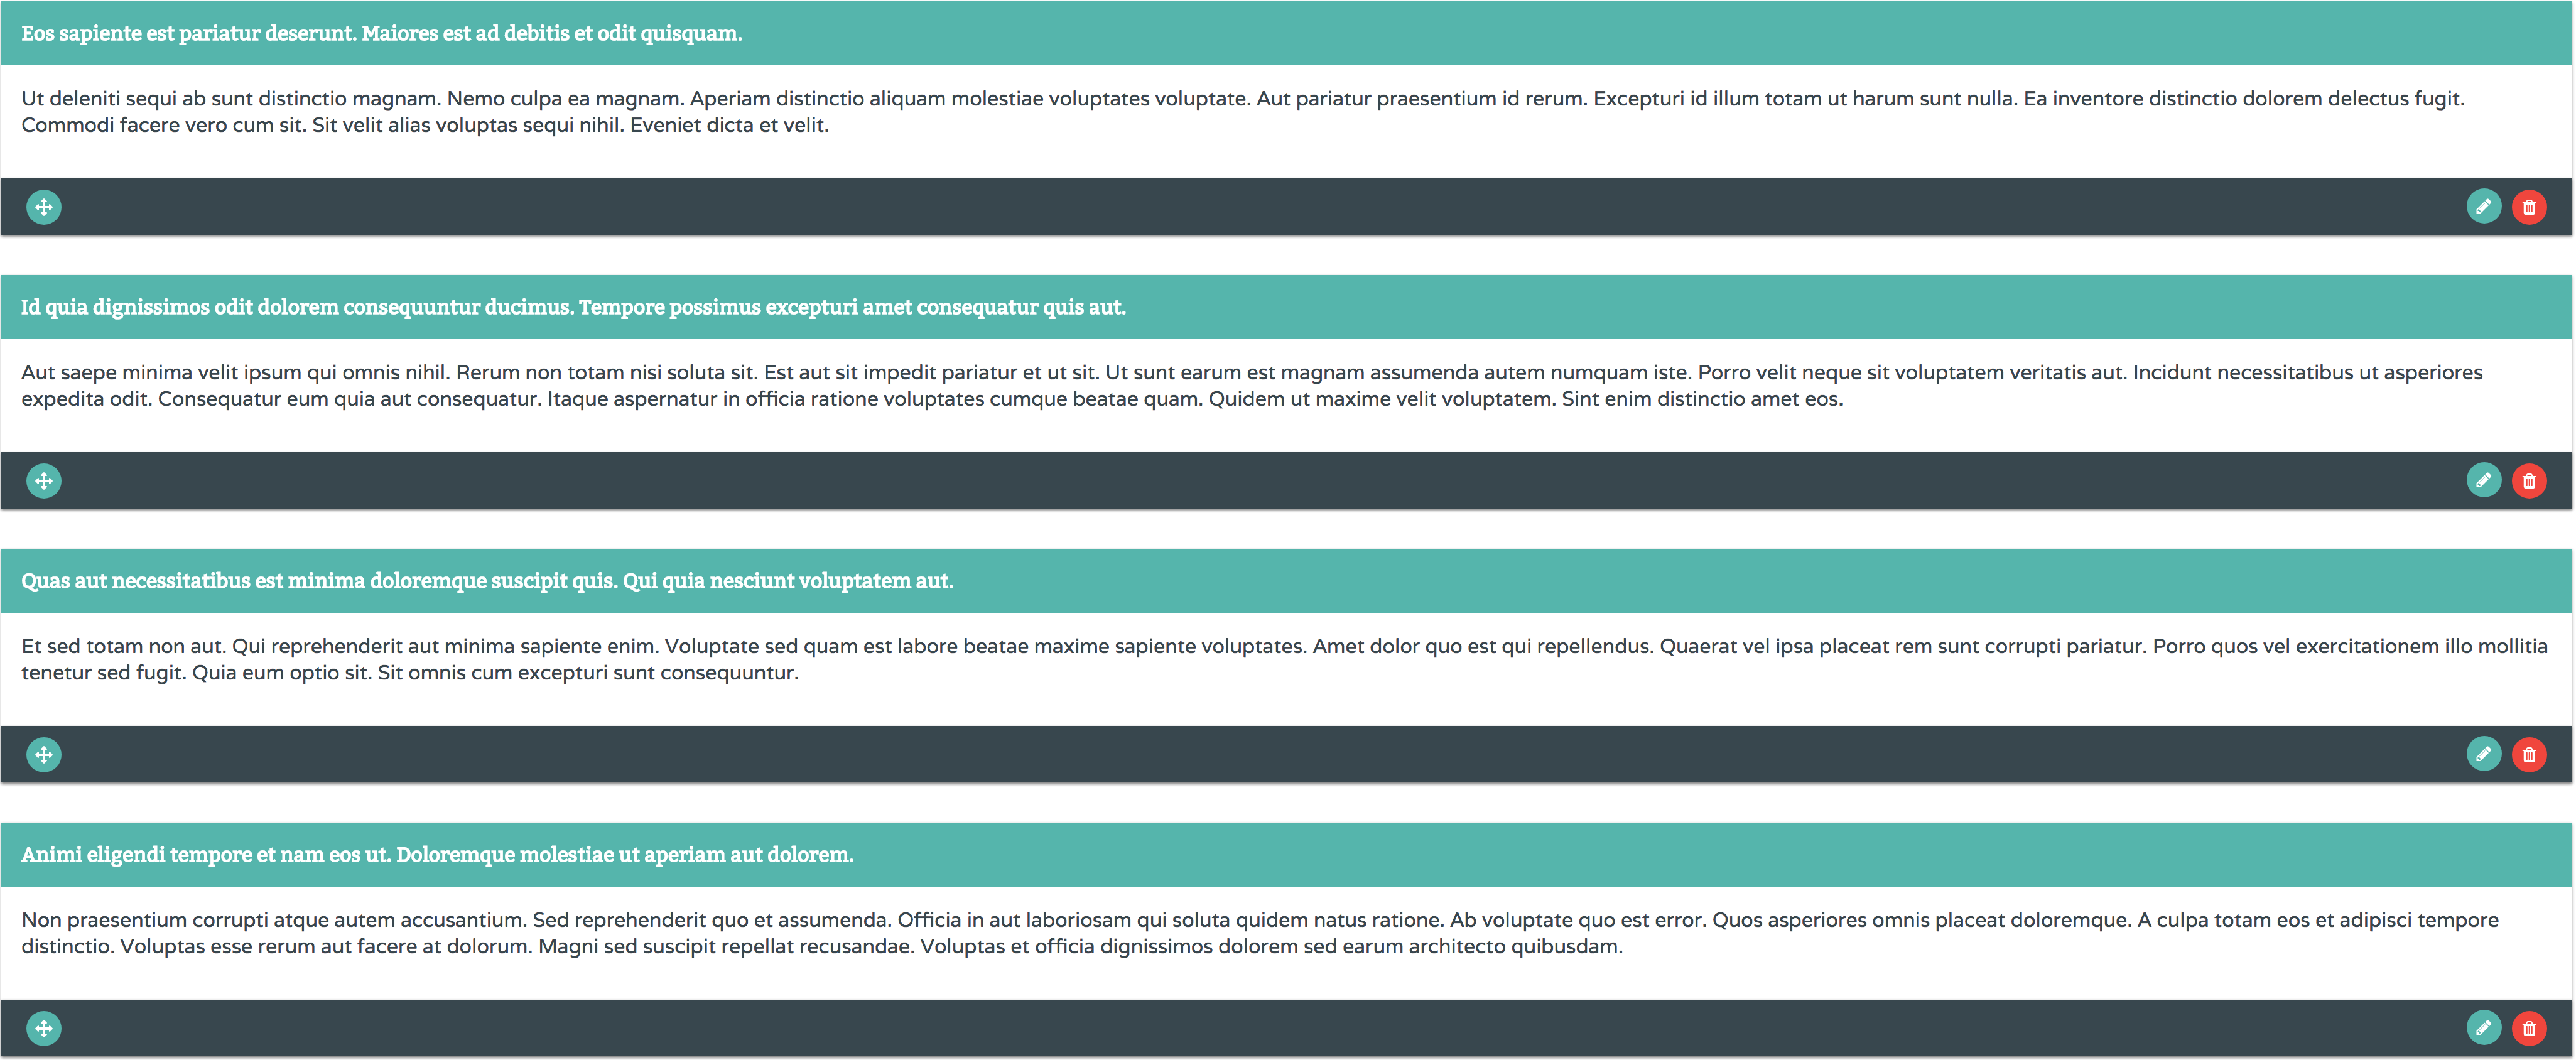 Eos sapiente est pariatur deserunt. Maiores est ad debitis et odit quisquam.
Ut deleniti sequi ab sunt distinctio magnam. Nemo culpa ea magnam. Aperiam distinctio aliquam molestiae voluptates voluptate. Aut pariatur praesentium id rerum. Excepturi id illum totam ut harum sunt nulla. Ea inventore distinctio dolorem delectus fugit.
Commodi facere vero cum sit. Sit velit alias voluptas sequi nihil. Eveniet dicta et velit.
Id quia dignissimos odit dolorem consequuntur ducimus. Tempore possimus excepturi amet consequatur quis aut.
Aut saepe minima velit ipsum qui omnis nihil. Rerum non totam nisi soluta sit. Est aut sit impedit pariatur et ut sit. Ut sunt earum est magnam assumenda autem numquam iste. Porro velit neque sit voluptatem veritatis aut. Incidunt necessitatibus ut asperiores
expedita odit. Consequatur eum quia aut consequatur. Itaque aspernatur in officia ratione voluptates cumque beatae quam. Quidem ut maxime velit voluptatem. Sint enim distinctio amet eos.
Quas aut necessitatibus est minima doloremque suscipit quis. Qui quia nesciunt voluptatem aut.
Et sed totam non aut. Qui reprehenderit aut minima sapiente enim. Voluptate sed quam est labore beatae maxime sapiente voluptates. Amet dolor quo est qui repellendus. Quaerat vel ipsa placeat rem sunt corrupti pariatur. Porro quos vel exercitationem illo mollitia
tenetur sed fugit. Quia eum optio sit. Sit omnis cum excepturi sunt consequuntur.
Animi eligendi tempore et nam eos ut. Doloremque molestiae ut aperiam aut dolorem.
Non praesentium corrupti atque autem accusantium. Sed reprehenderit quo et assumenda. Officia in aut laboriosam qui soluta quidem natus ratione. Ab voluptate quo est error. Quos asperiores omnis placeat doloremque. A culpa totam eos et adipisci tempore
distinctio. Voluptas esse rerum aut facere at dolorum. Magni sed suscipit repellat recusandae. Voluptas et officia dignissimos dolorem sed earum architecto quibusdam.